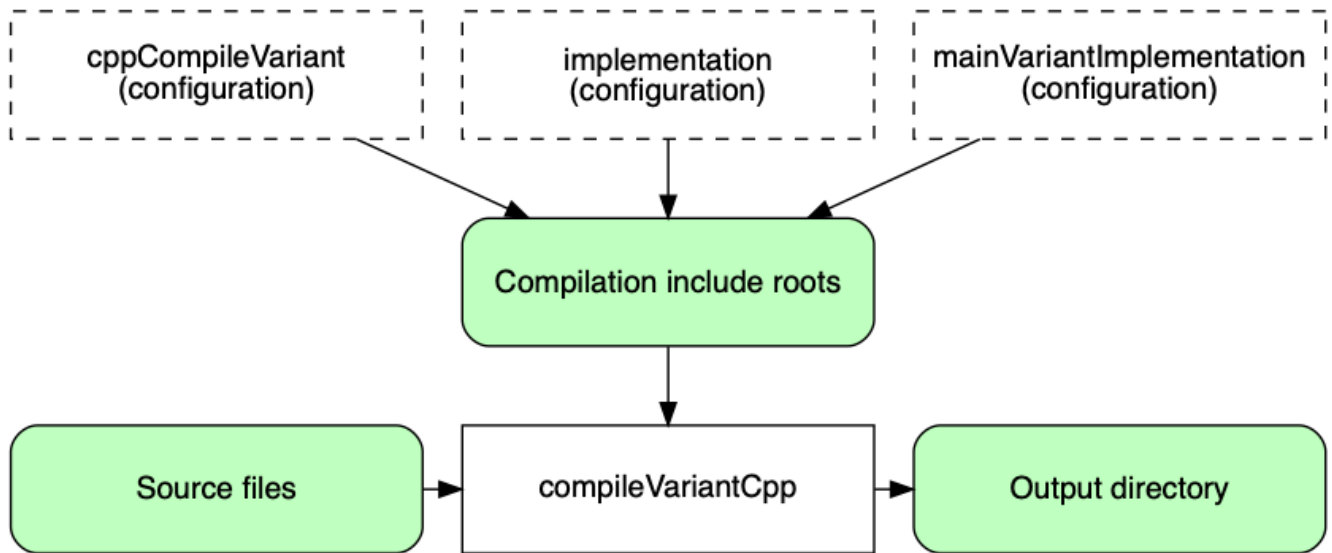 cppCompileVariant
(configuration)
implementation
(configuration)
mainVariantImplementation
(configuration)
Compilation include roots
Source files
compileVariantCpp
Output directory